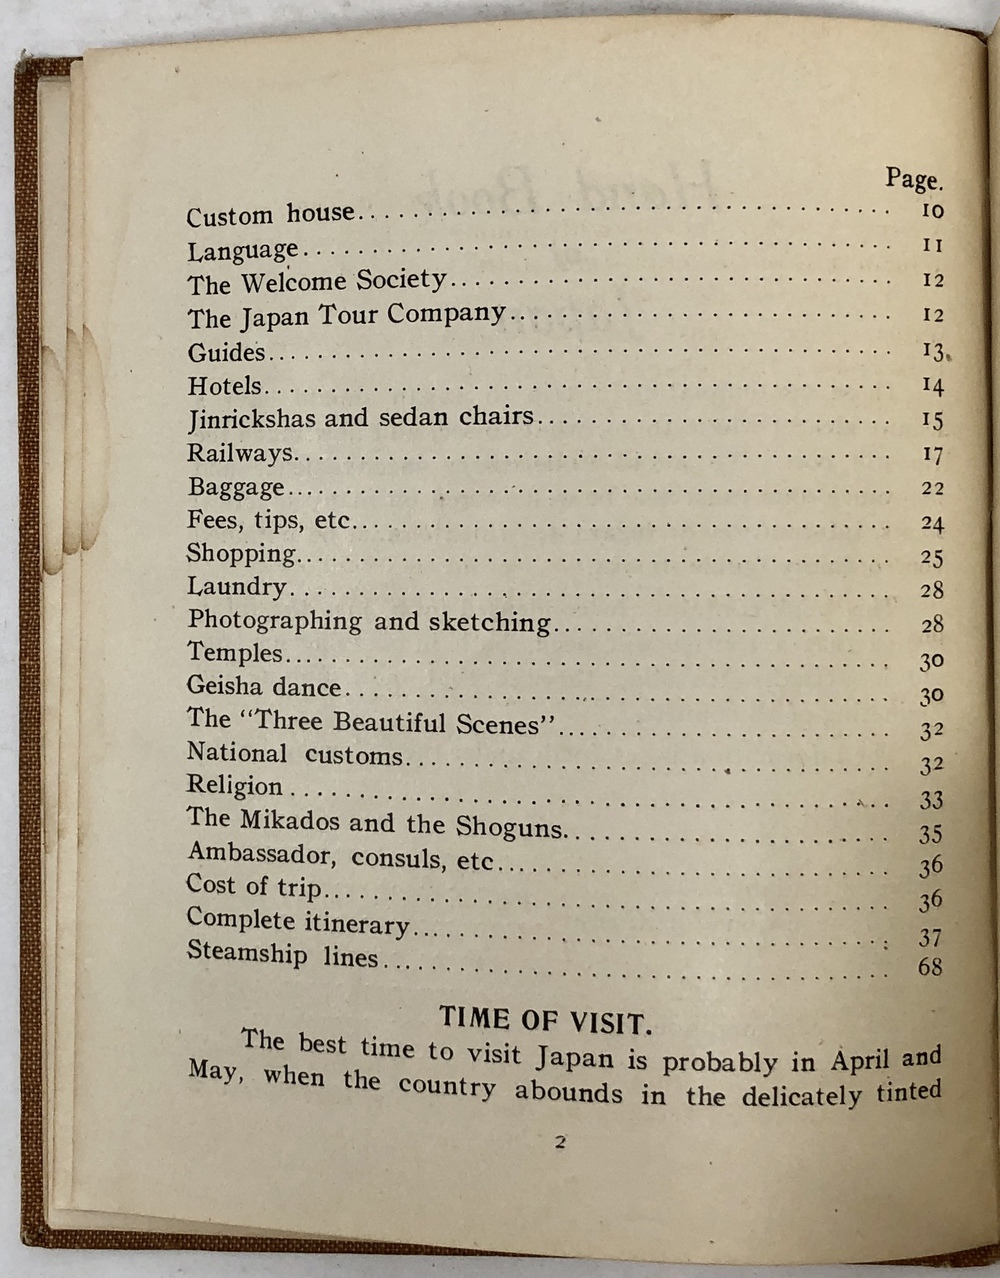 Page.
Custom house........................................ 10
Language........................................ 11
The Welcome Society........................................ 12
The Japan Tour Company........................................ 12
Guides........................................ 13.
Hotels........................................ 14
Jinrickshas and sedan chairs........................................ 15
Railways........................................ 17
Baggage........................................ 22
Fees, tips, etc........................................ 24
Shopping........................................ 25
Laundry........................................ 28
Photographing and sketching........................................ 28
Temples........................................ 30
Geisha dance........................................ 30
The "Three Beautiful Scenes"........................................ 32
National customs........................................ 32
Religion ........................................ 33
The Mikados and the Shoguns........................................ 35
Ambassador, consuls, etc........................................ 36
Cost of trip........................................ 36
Complete itinerary........................................ 37
Steamship lines........................................ 68
TIME OF VISIT.
The best time to visit Japan is probably in April and
May, when the country abounds in the delicately tinted
2